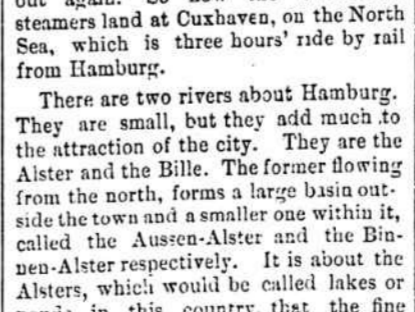 steamers land at Cuxhaven, on the North
Sea, which is three hours' ride by rail
from Hamburg.
There are two rivers about Hamburg.
They are small, but they add much .to
the attraction of the city. They are the
Alster and the Bille. The former flowing
from the north, forms a large basin out-
side the town and a smaller one within it,
called the Aussen-Alster and the Bin-
nen-Alster respectively. It is about the
Alsters, which would be called lakes or
in this country, that the fine